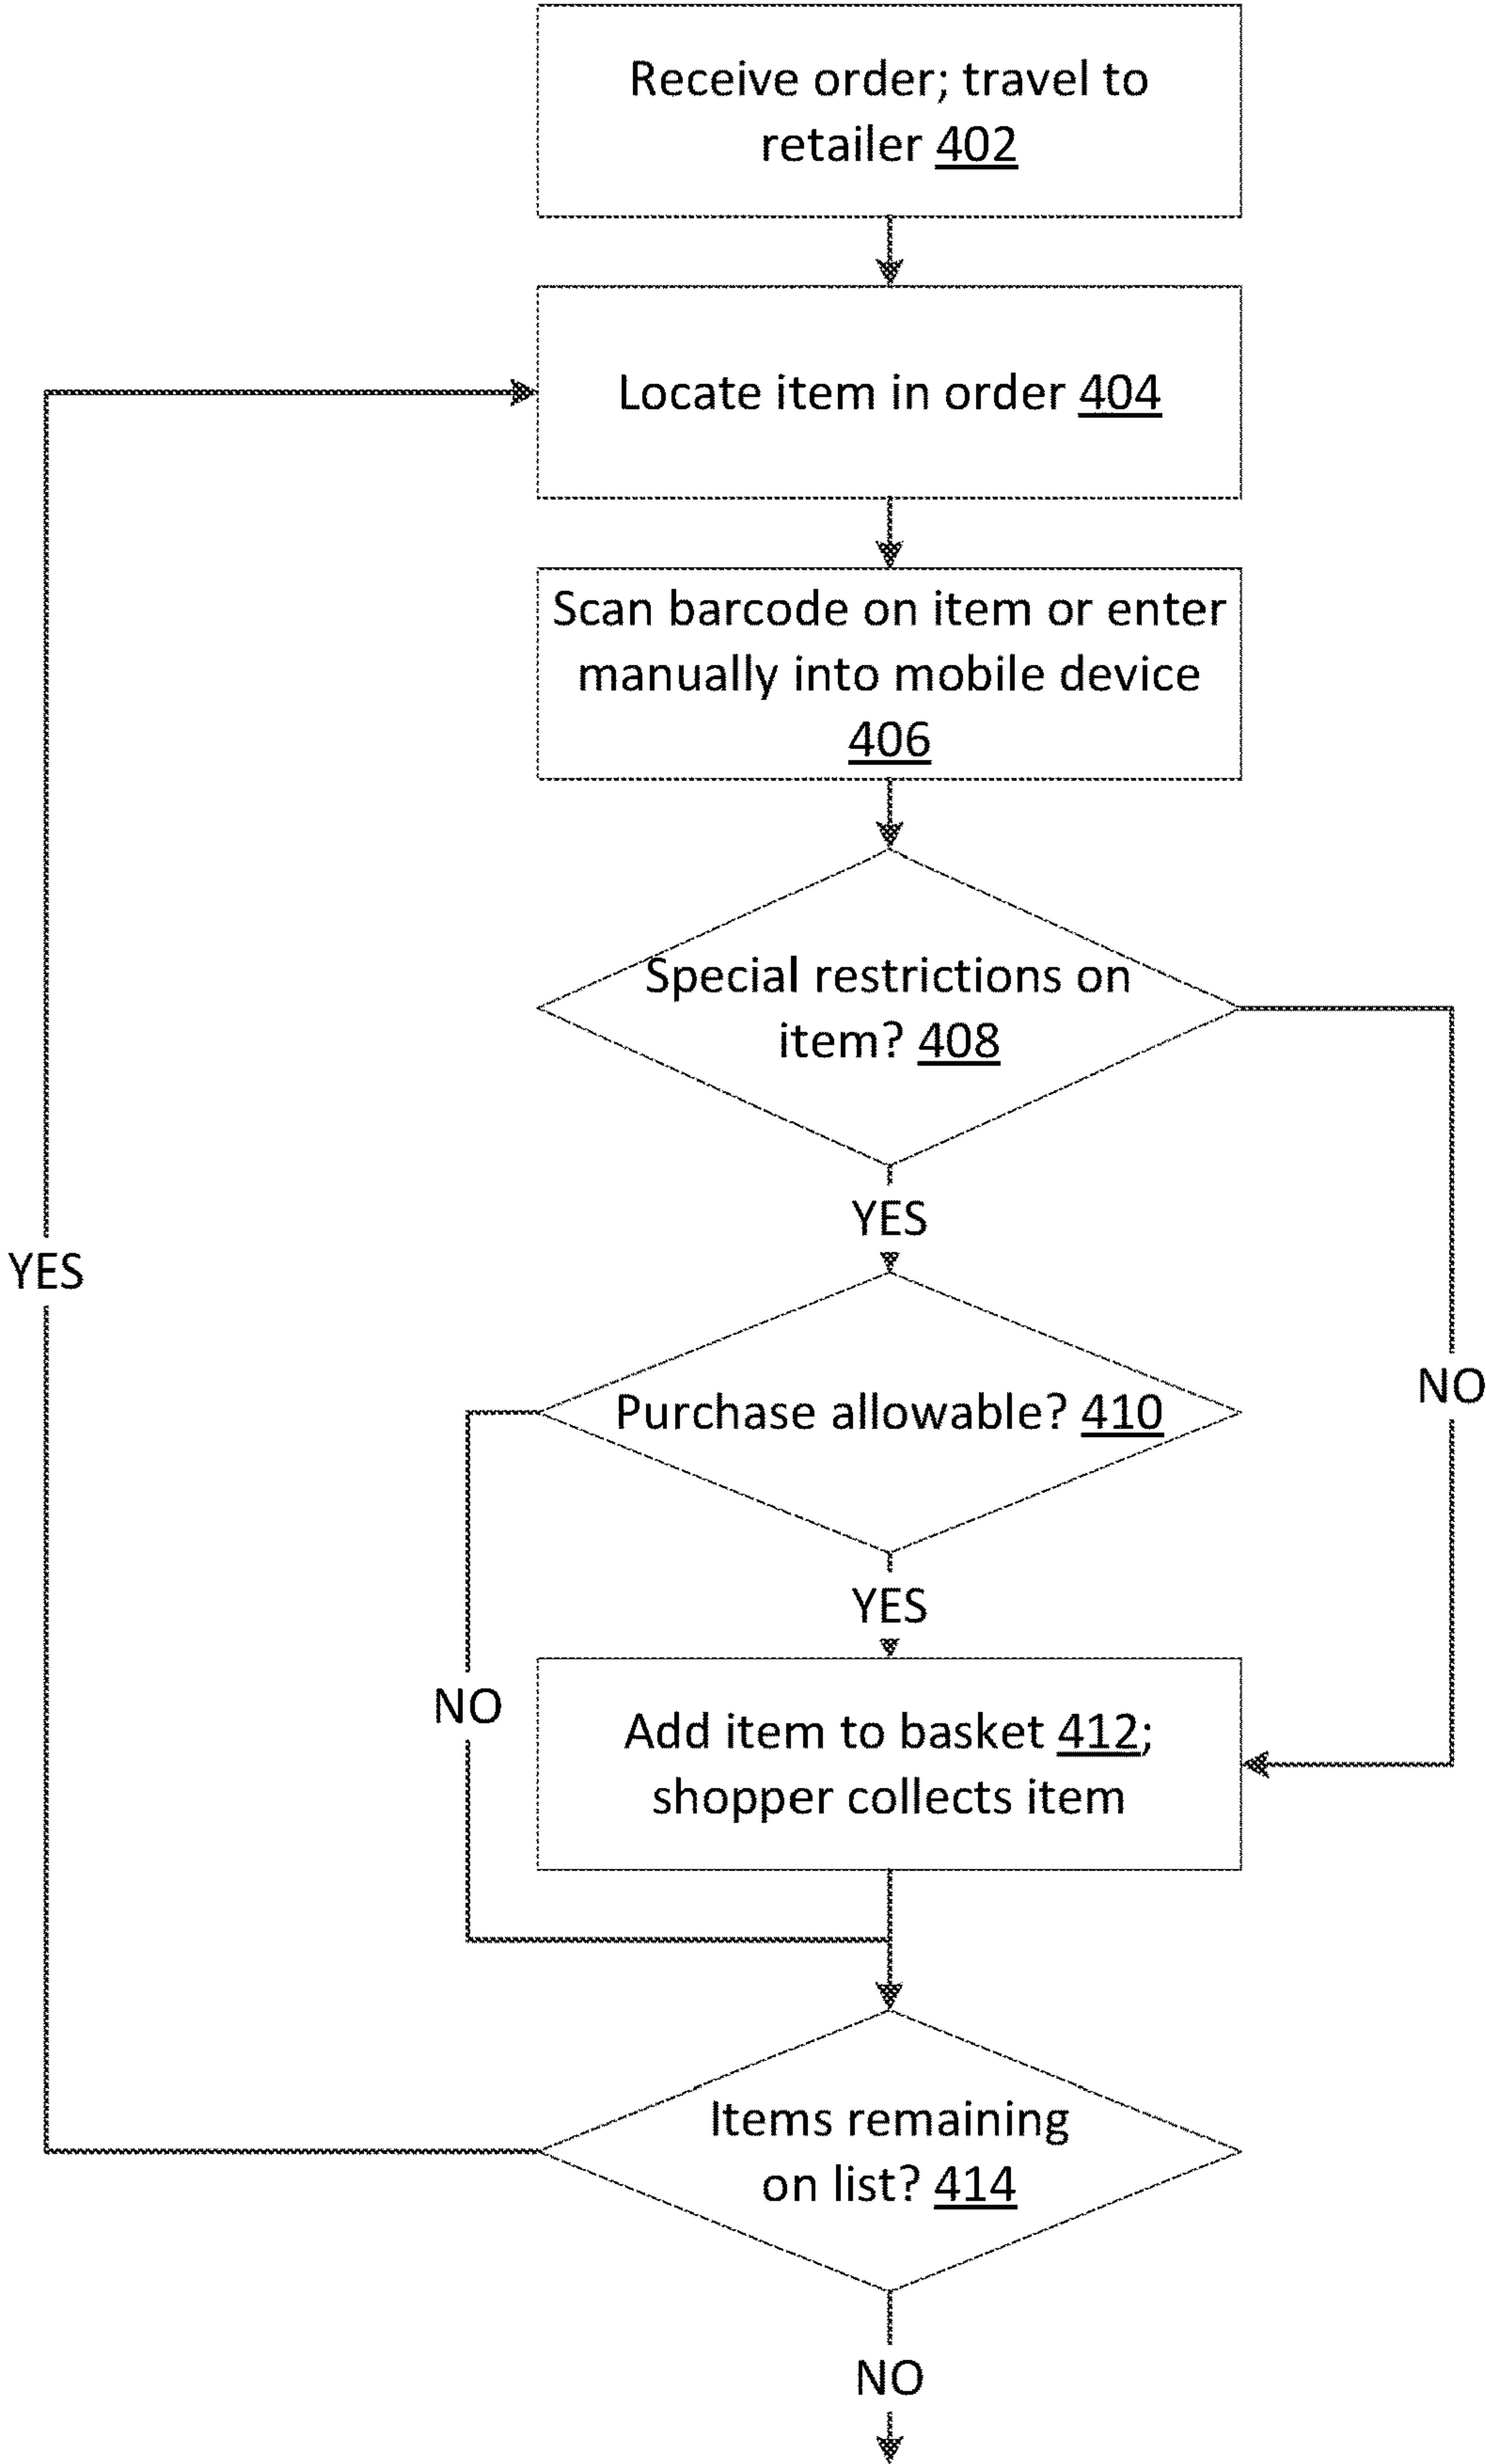 Receive order; travel to
retailer 402
Locate item in order 404
Scan barcode on item or enter
manually into mobile device
406
Special restrictions on
item? 408
YES
YES
NO
Purchase allowable? 410
YES
NO
Add item to basket 412;
shopper collects item
Items remaining
on list? 414
NO